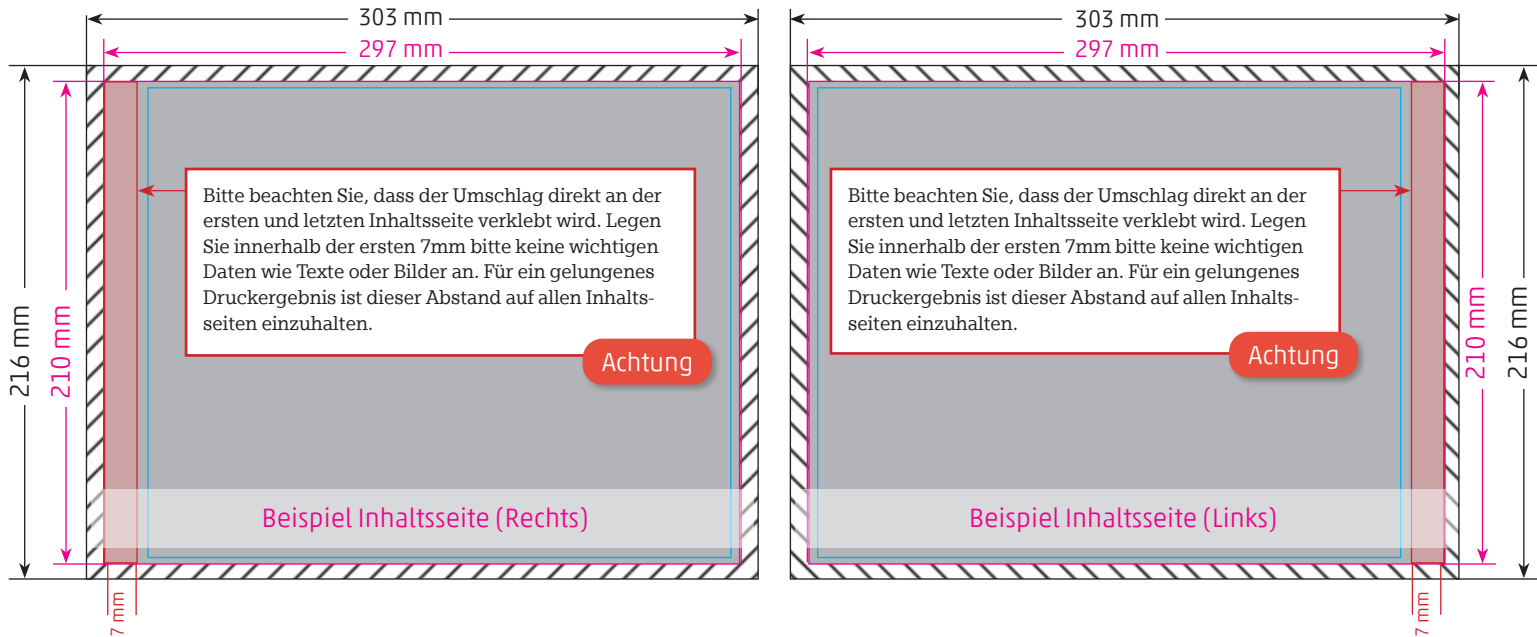 303 mm
297 mm
216 mm
210 mm
Bitte beachten Sie, dass der Umschlag direkt an der
ersten und letzten Inhaltsseite verklebt wird. Legen
Sie innerhalb der ersten 7mm bitte keine wichtigen
Daten wie Texte oder Bilder an. Für ein gelungenes
Druckergebnis ist dieser Abstand auf allen Inhalts-
seiten einzuhalten.
Achtung
Beispiel Inhaltsseite (Rechts)
7 mm
303 mm
297 mm
Bitte beachten Sie, dass der Umschlag direkt an der
ersten und letzten Inhaltsseite verklebt wird. Legen
Sie innerhalb der ersten 7mm bitte keine wichtigen
Daten wie Texte oder Bilder an. Für ein gelungenes
Druckergebnis ist dieser Abstand auf allen Inhalts-
seiten einzuhalten.
Achtung
210 mm
216 mm
Beispiel Inhaltsseite (Links)
7 mm